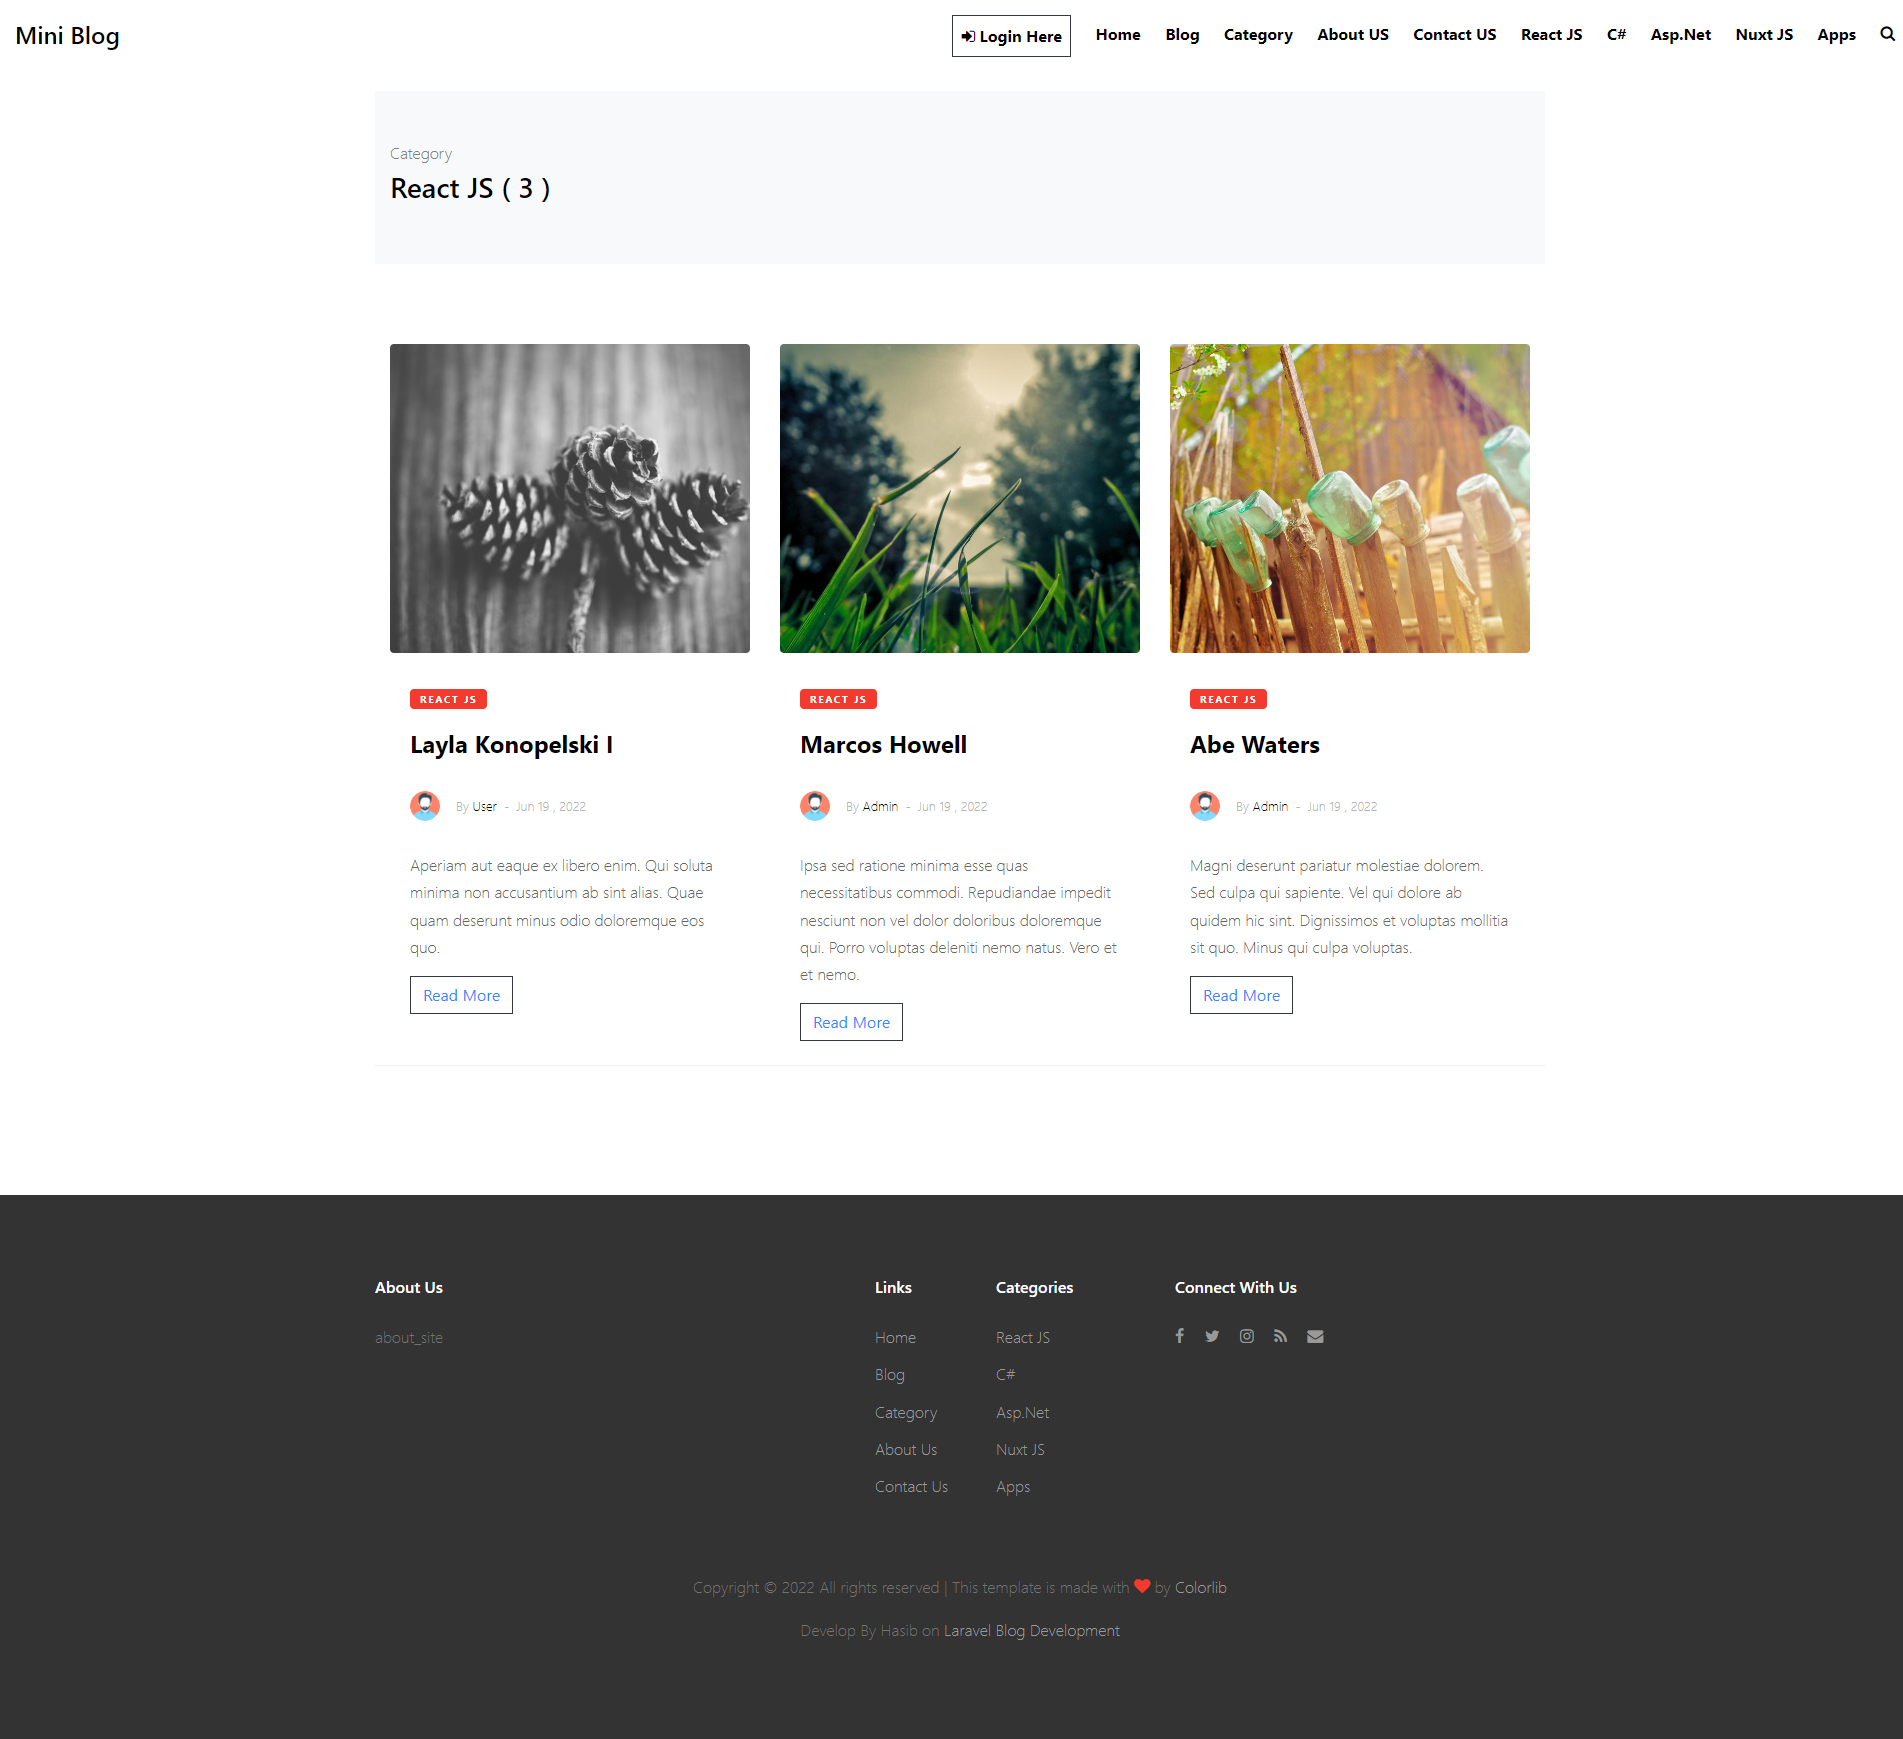 Mini Blog
Login Here Home Blog Category About US Contact US React JS C# Asp.Net Nuxt JS Apps
Category
React JS ( 3 )
REACT JS
Layla Konopelski I
By User - Jun 19 , 2022
Aperiam aut eaque ex libero enim. Qui soluta
minima non accusantium ab sint alias. Quae
quam deserunt minus odio doloremque eos
quo.
Read More
REACT JS
Marcos Howell
By Admin - Jun 19 , 2022
Ipsa sed ratione minima esse quas
necessitatibus commodi. Repudiandae impedit
nesciunt non vel dolor doloribus doloremque
qui. Porro voluptas deleniti nemo natus. Vero et
et nemo.
Read More
REACT JS
Abe Waters
By Admin - Jun 19 , 2022
Magni deserunt pariatur molestiae dolorem.
Sed culpa qui sapiente. Vel qui dolore ab
quidem hic sint. Dignissimos et voluptas mollitia
sit quo. Minus qui culpa voluptas.
Read More
About Us
about_site
Links
Home
Blog
Category
About Us
Contact Us
Categories
React JS
C#
Asp.Net
Nuxt JS
Apps
Connect With Us
Copyright © 2022 All rights reserved | This template is made with ♥ by Colorlib
Develop By Hasib on Laravel Blog Development